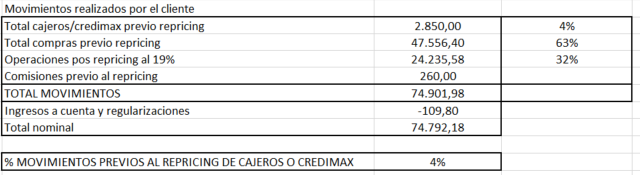 Movimientos realizados por el cliente
Total cajeros/credimax previo repricing 2.850,00 4%
Total compras previo repricing 47.556,40 63%
Operaciones pos repricing al 19% 24.235,58 32%
Comisiones previo al repricing 260,00
TOTAL MOVIMIENTOS 74.901,98
Ingresos a cuenta y regularizaciones -109,80
Total nominal 74.792,18
% MOVIMIENTOS PREVIOS AL REPRICING DE CAJEROS O CREDIMAX 4%